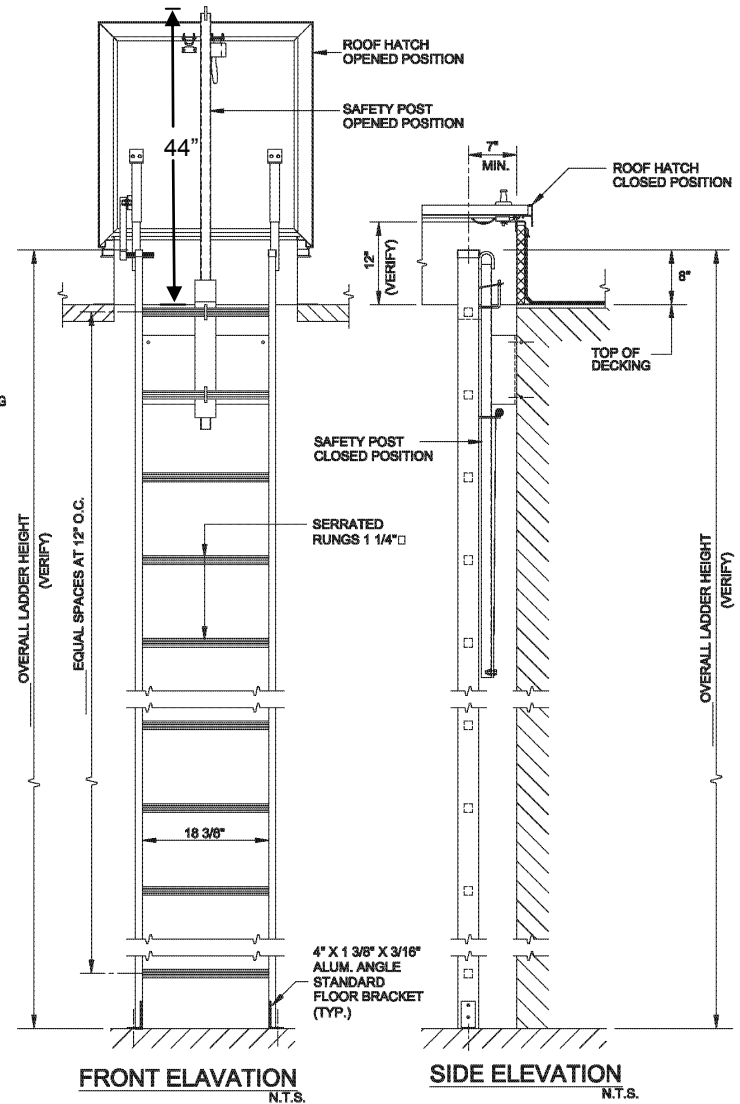 ROOF HATCH
OPENED POSITION
SAFETY POST
OPENED POSITION
44”
7"
MIN.
ROOF HATCH
CLOSED POSITION
12"
(VERIFY)
8"
TOP OF
DECKING
G
SAFETY POST
CLOSED POSITION
SERRATED
RUNGS 1 1/4"□
OVERALL LADDER HEIGHT
(VERIFY)
EQUAL SPACES AT 12" O.C.
OVERALL LADDER HEIGHT
(VERIFY)
18 3/8"
4" X 1 3/8" X 3/16"
ALUM. ANGLE
STANDARD
FLOOR BRACKET
(TYP.)
FRONT ELAVATION
N.T.S.
SIDE ELEVATION
N.T.S.